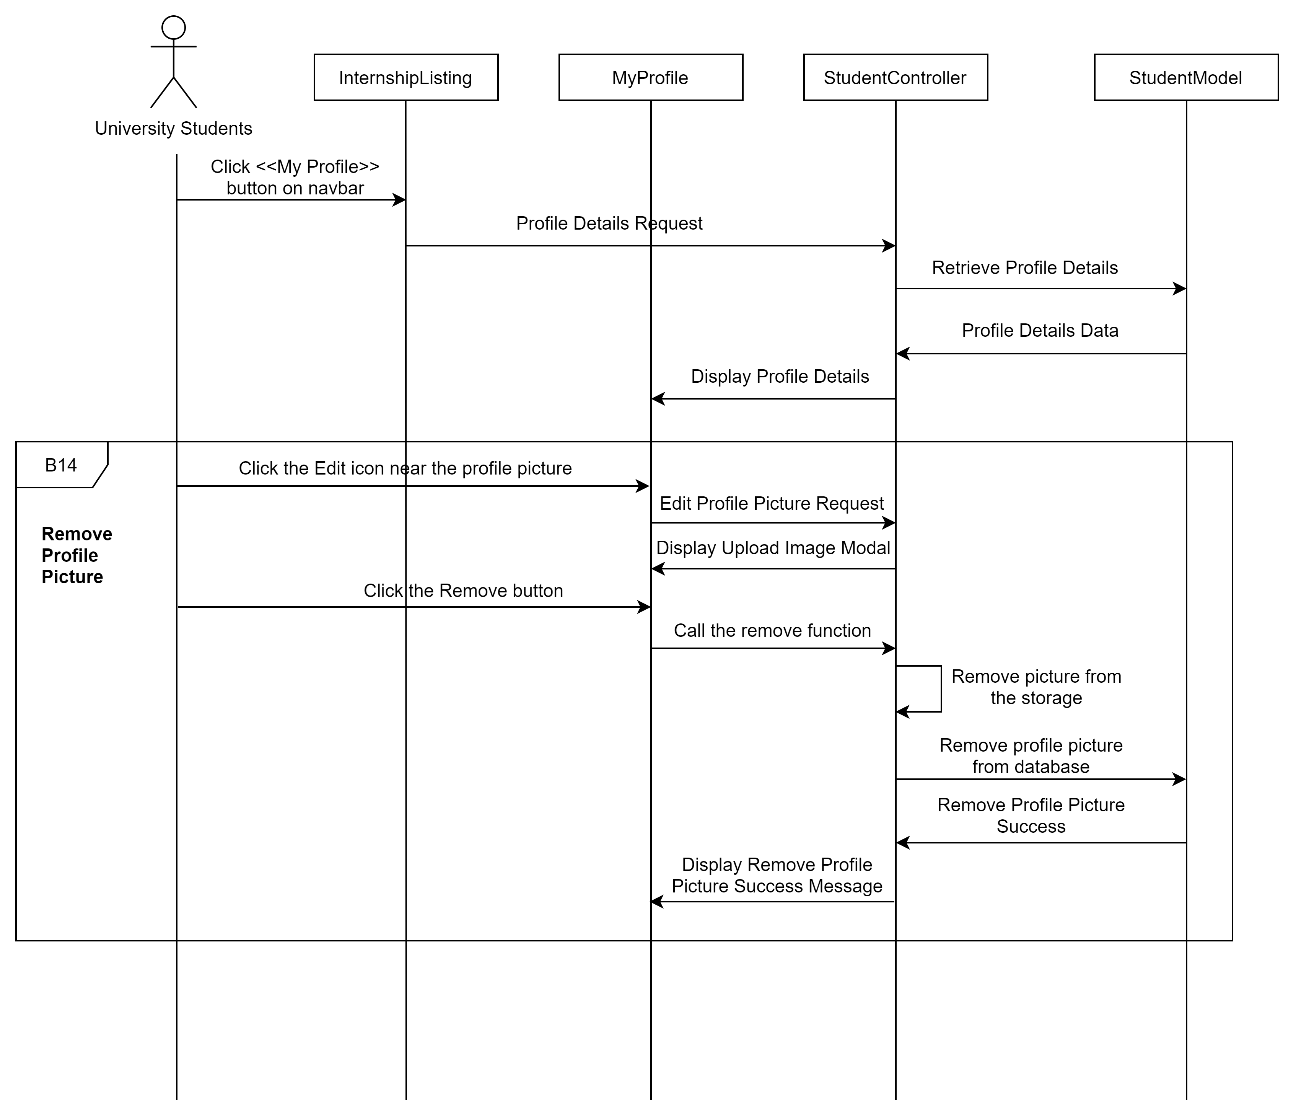 University Students
InternshipListing
MyProfile
StudentController
StudentModel
Click <<My Profile>>
button on navbar
Profile Details Request
Retrieve Profile Details
Profile Details Data
Display Profile Details
B14
Remove
Profile
Picture
Click the Edit icon near the profile picture
Edit Profile Picture Request
Display Upload Image Modal
Click the Remove button
Call the remove function
Remove picture from
the storage
Remove profile picture
from database
Remove Profile Picture
Success
Display Remove Profile
Picture Success Message